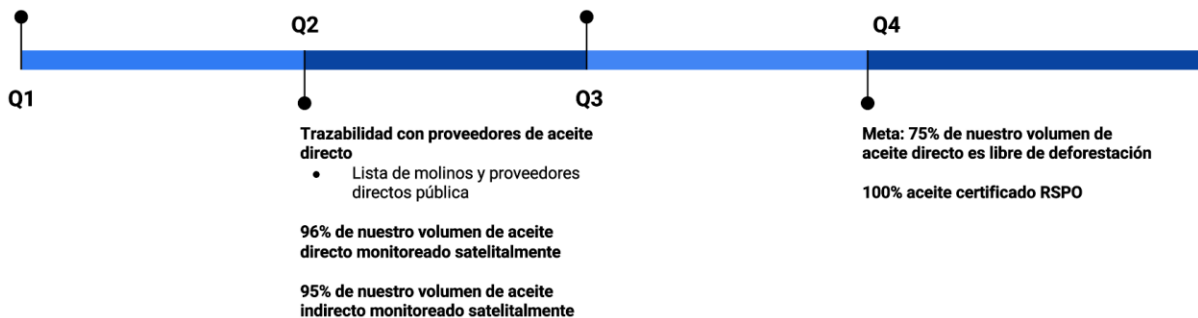 Q2
Q4
Q1
Q3
Trazabilidad con proveedores de aceite
directo
● Lista de molinos y proveedores
directos pública
96% de nuestro volumen de aceite
directo monitoreado satelitalmente
95% de nuestro volumen de aceite
indirecto monitoreado satelitalmente
Meta: 75% de nuestro volumen de
aceite directo es libre de deforestación
100% aceite certificado RSPO